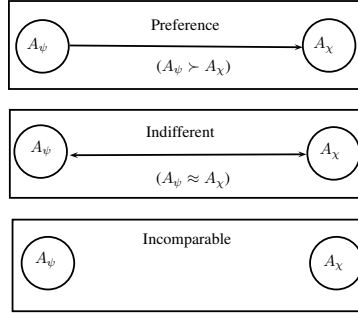 Preference
A_ψ A_χ
(A_ψ ≻ A_χ)
Indifferent
A_ψ A_χ
(A_ψ ≈ A_χ)
Incomparable
A_ψ A_χ